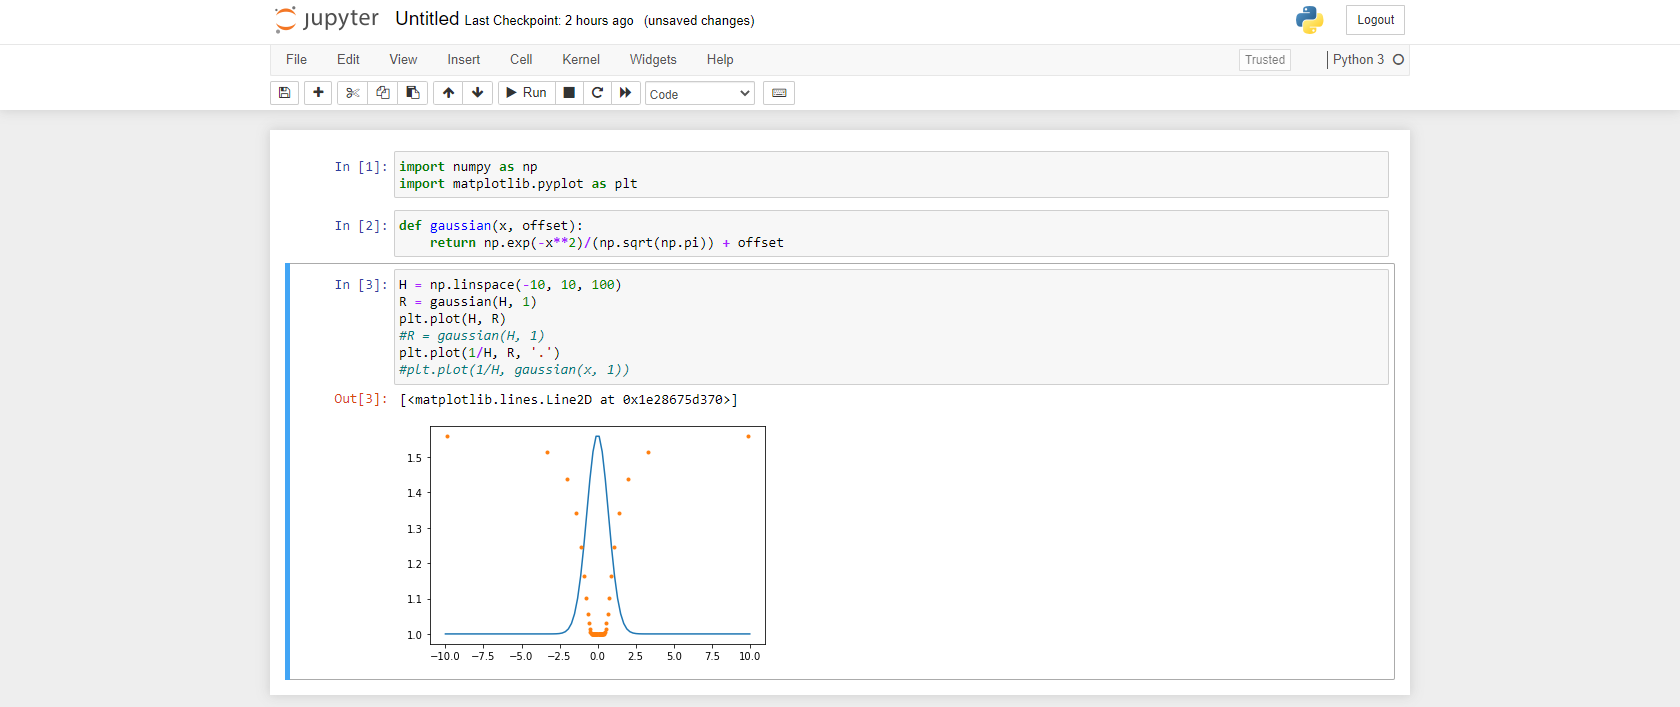 jupyter Untitled Last Checkpoint: 2 hours ago (unsaved changes) Logout
File Edit View Insert Cell Kernel Widgets Help Trusted Python 3
Run Code
In [1]: import numpy as np
import matplotlib.pyplot as plt
In [2]: def gaussian(x, offset):
    return np.exp(-x**2)/(np.sqrt(np.pi)) + offset
In [3]: H = np.linspace(-10, 10, 100)
R = gaussian(H, 1)
plt.plot(H, R)
#R = gaussian(H, 1)
plt.plot(1/H, R, '.')
#plt.plot(1/H, gaussian(x, 1))
Out[3]: [<matplotlib.lines.Line2D at 0x1e28675d370>]
1.5
1.4
1.3
1.2
1.1
1.0
−10.0 −7.5 −5.0 −2.5 0.0 2.5 5.0 7.5 10.0